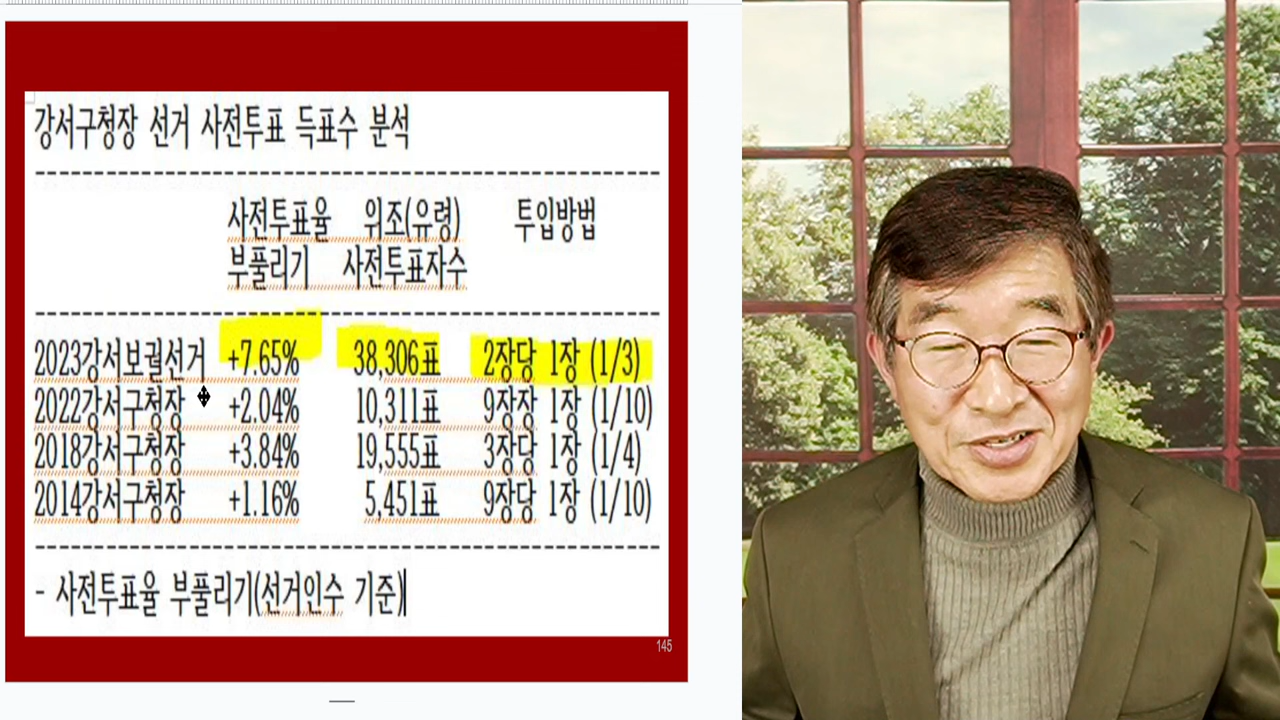 강서구청장 선거 사전투표 득표수 분석
사전투표율 위조(유령) 투입방법
부풀리기 사전투표자수
2023강서보궐선거 +7.65% 38,306표 2장당 1장 (1/3)
2022강서구청장 +2.04% 10,311표 9장장 1장 (1/10)
2018강서구청장 +3.84% 19,555표 3장당 1장 (1/4)
2014강서구청장 +1.16% 5,451표 9장당 1장 (1/10)
- 사전투표율 부풀리기(선거인수 기준)
145